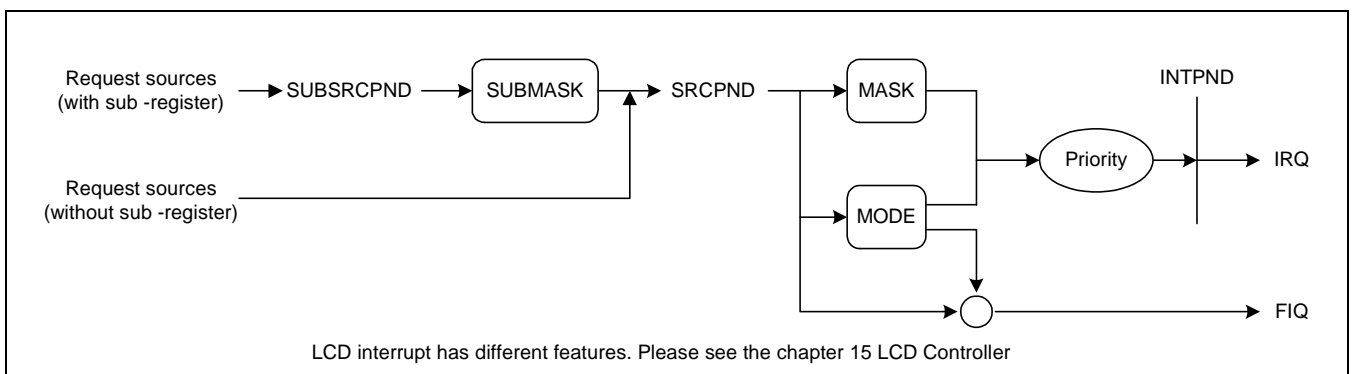 Request sources
(with sub -register)
SUBSRCPND
SUBMASK
SRCPND
MASK
INTPND
Priority
IRQ
Request sources
(without sub -register)
MODE
FIQ
LCD interrupt has different features. Please see the chapter 15 LCD Controller